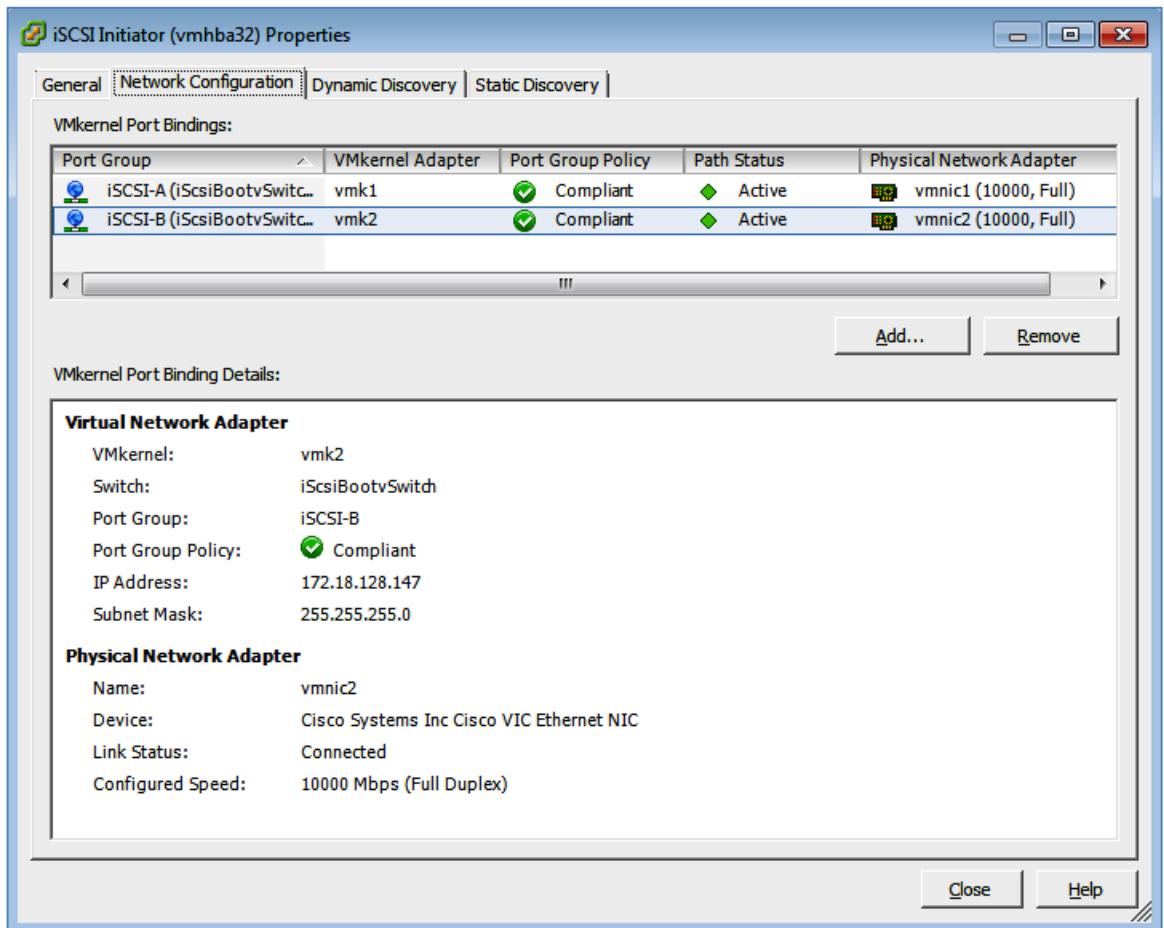 iSCSI Initiator (vmhba32) Properties
General Network Configuration Dynamic Discovery Static Discovery
VMkernel Port Bindings:
Port Group VMkernel Adapter Port Group Policy Path Status Physical Network Adapter
iSCSI-A (iScsiBootvSwitc... vmk1 Compliant Active vmnic1 (10000, Full)
iSCSI-B (iScsiBootvSwitc... vmk2 Compliant Active vmnic2 (10000, Full)
Add... Remove
VMkernel Port Binding Details:
Virtual Network Adapter
VMkernel: vmk2
Switch: iScsiBootvSwitch
Port Group: iSCSI-B
Port Group Policy: Compliant
IP Address: 172.18.128.147
Subnet Mask: 255.255.255.0
Physical Network Adapter
Name: vmnic2
Device: Cisco Systems Inc Cisco VIC Ethernet NIC
Link Status: Connected
Configured Speed: 10000 Mbps (Full Duplex)
Close Help